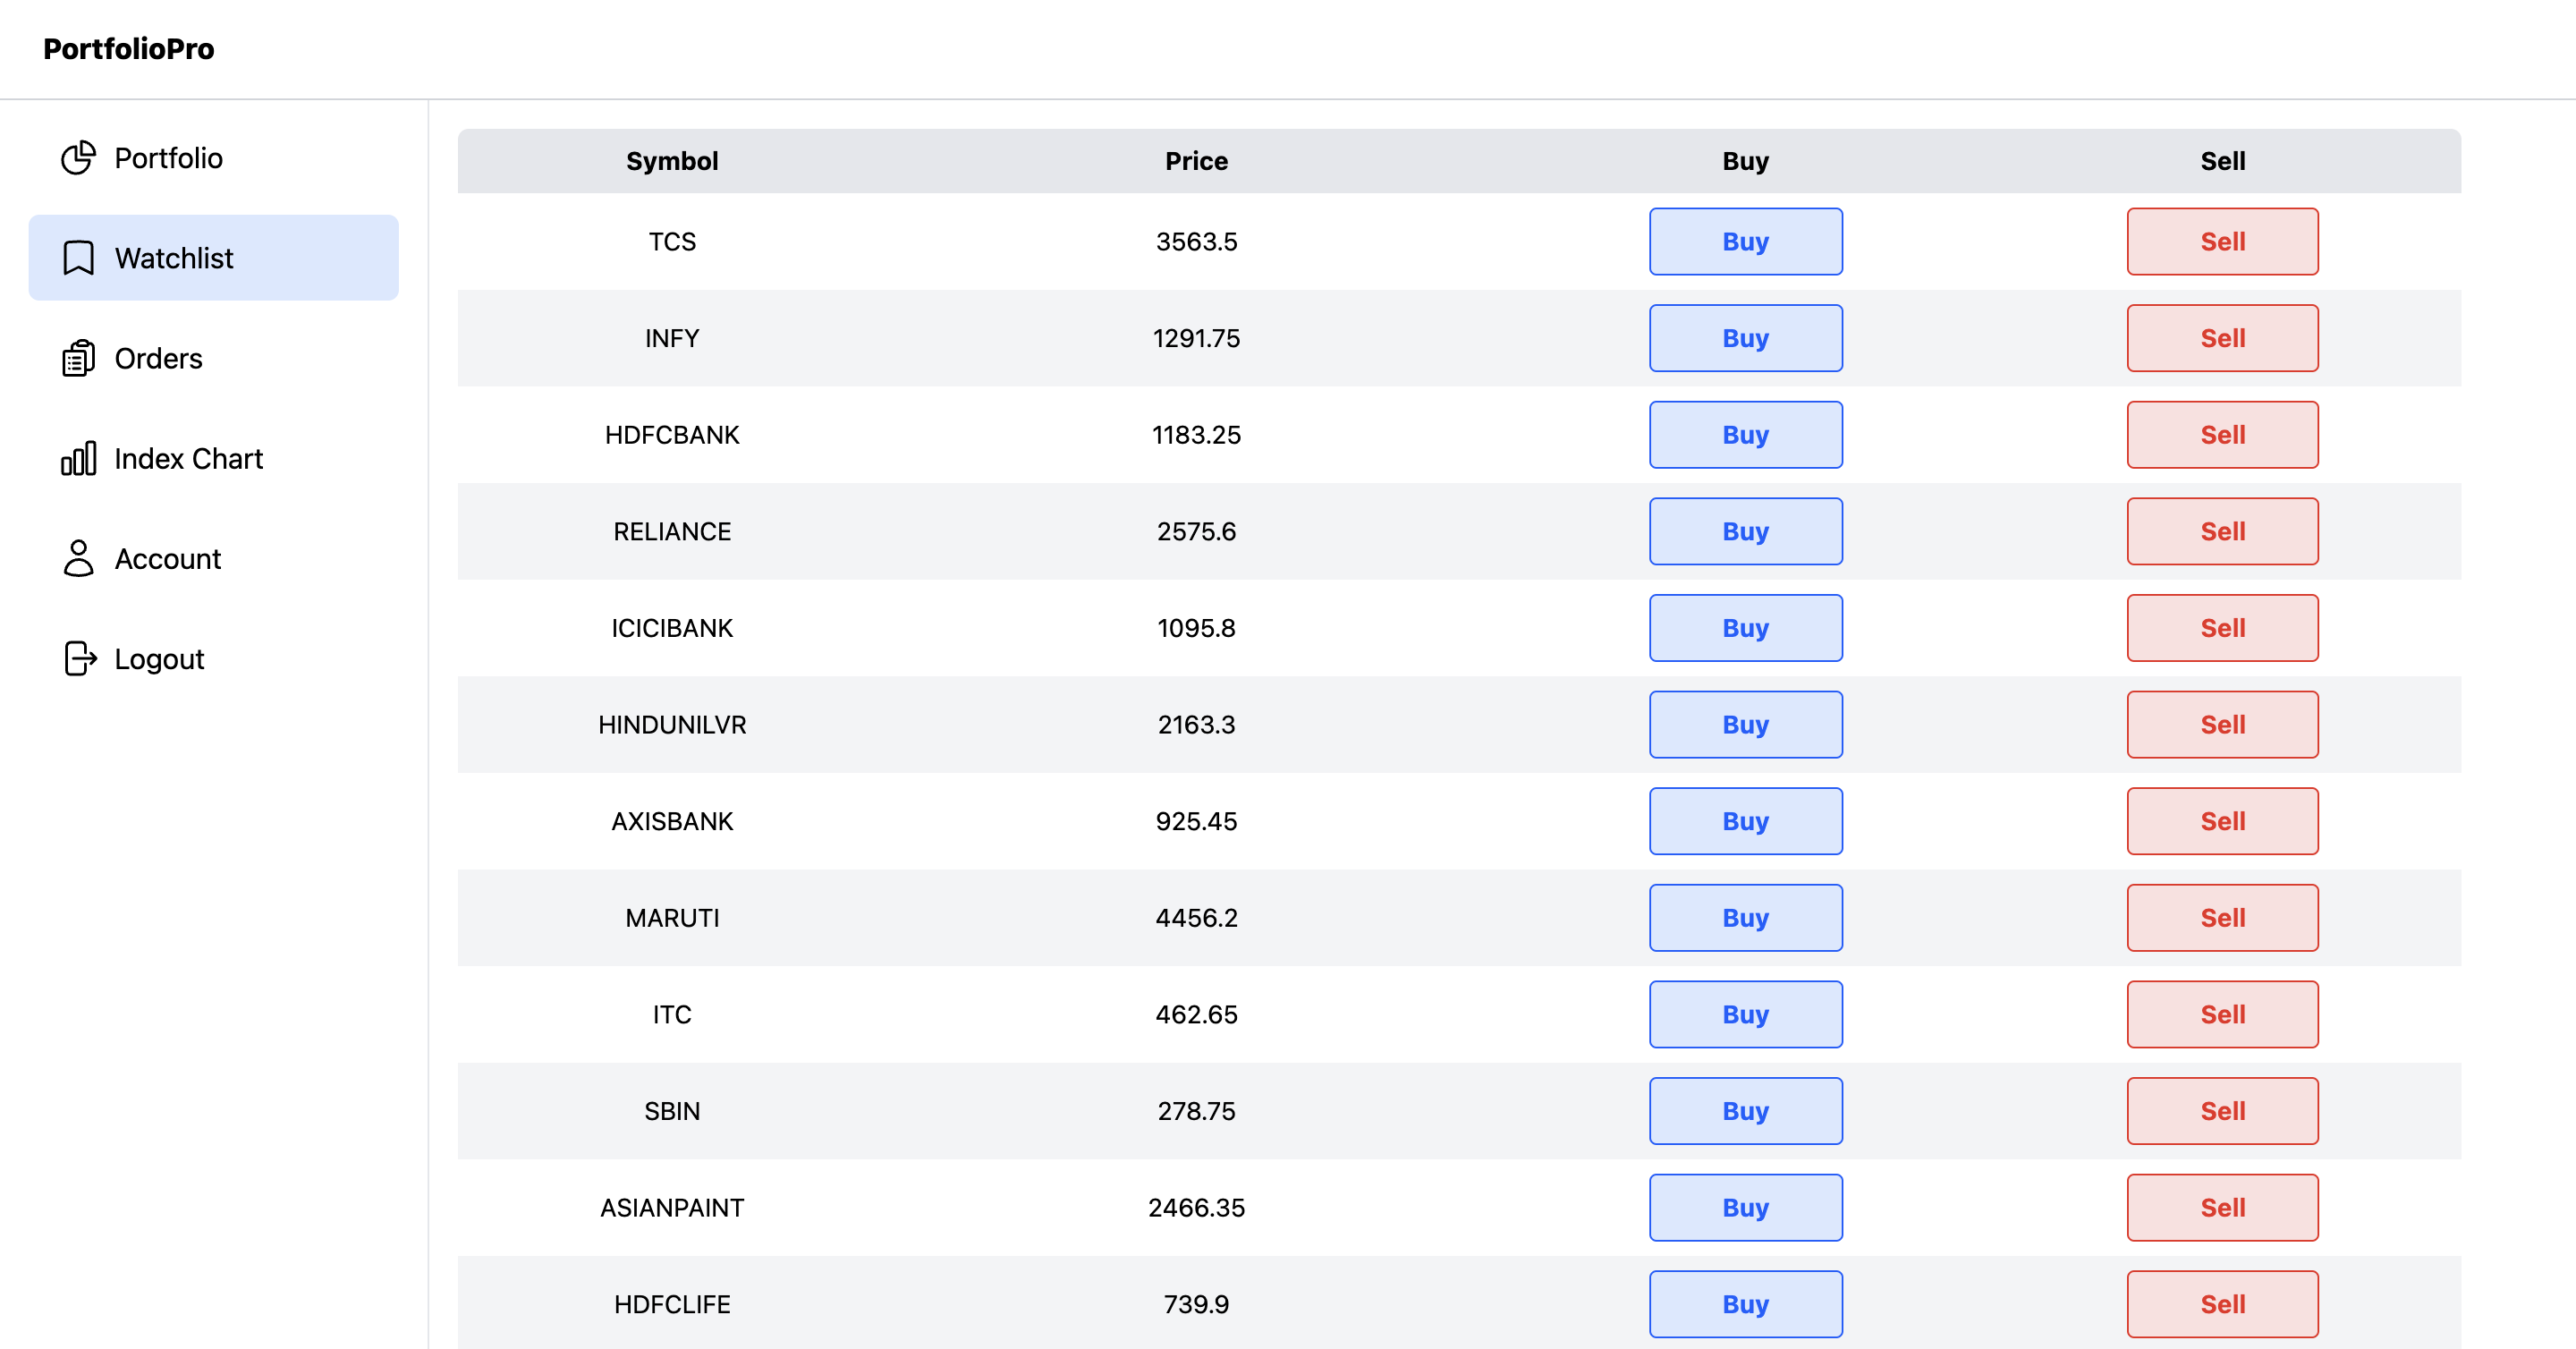 PortfolioPro
Portfolio
Watchlist
Orders
Index Chart
Account
Logout
Symbol Price Buy Sell
TCS 3563.5 Buy Sell
INFY 1291.75 Buy Sell
HDFCBANK 1183.25 Buy Sell
RELIANCE 2575.6 Buy Sell
ICICIBANK 1095.8 Buy Sell
HINDUNILVR 2163.3 Buy Sell
AXISBANK 925.45 Buy Sell
MARUTI 4456.2 Buy Sell
ITC 462.65 Buy Sell
SBIN 278.75 Buy Sell
ASIANPAINT 2466.35 Buy Sell
HDFCLIFE 739.9 Buy Sell